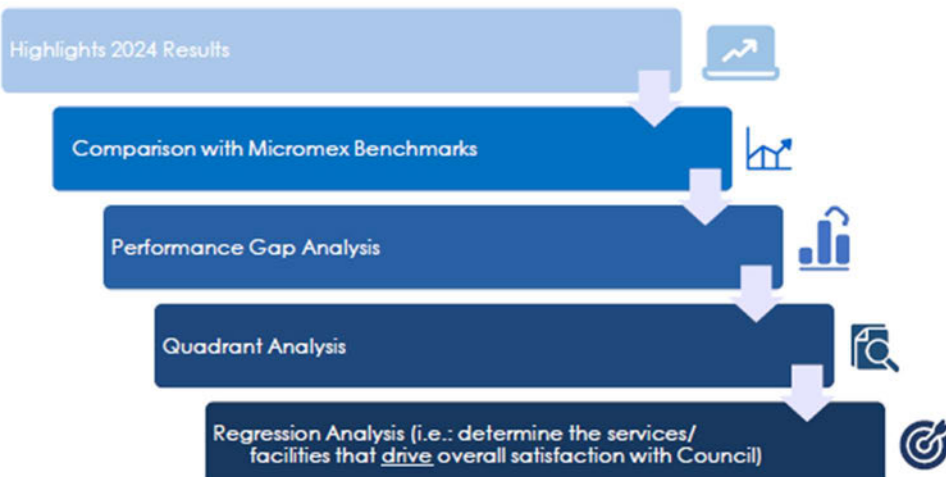 Highlights 2024 Results
Comparison with Micromex Benchmarks
Performance Gap Analysis
Quadrant Analysis
Regression Analysis (i.e.: determine the services/
facilities that drive overall satisfaction with Council)